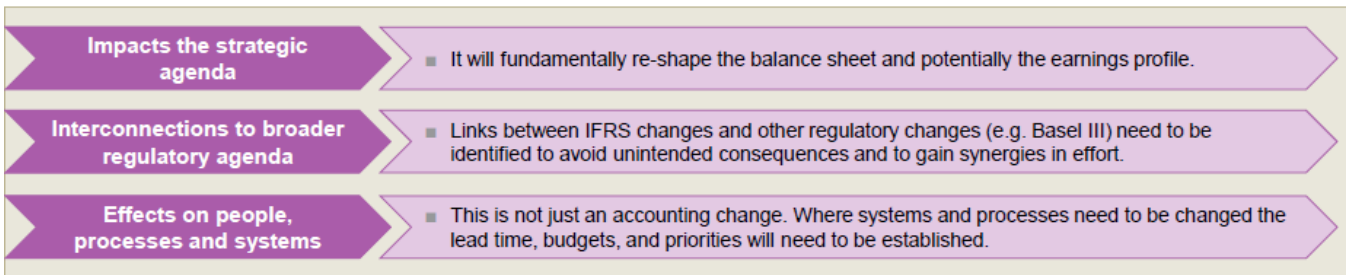 Impacts the strategic
agenda
■ It will fundamentally re-shape the balance sheet and potentially the earnings profile.
Interconnections to broader
regulatory agenda
■ Links between IFRS changes and other regulatory changes (e.g. Basel III) need to be
identified to avoid unintended consequences and to gain synergies in effort.
Effects on people,
processes and systems
■ This is not just an accounting change. Where systems and processes need to be changed the
lead time, budgets, and priorities will need to be established.